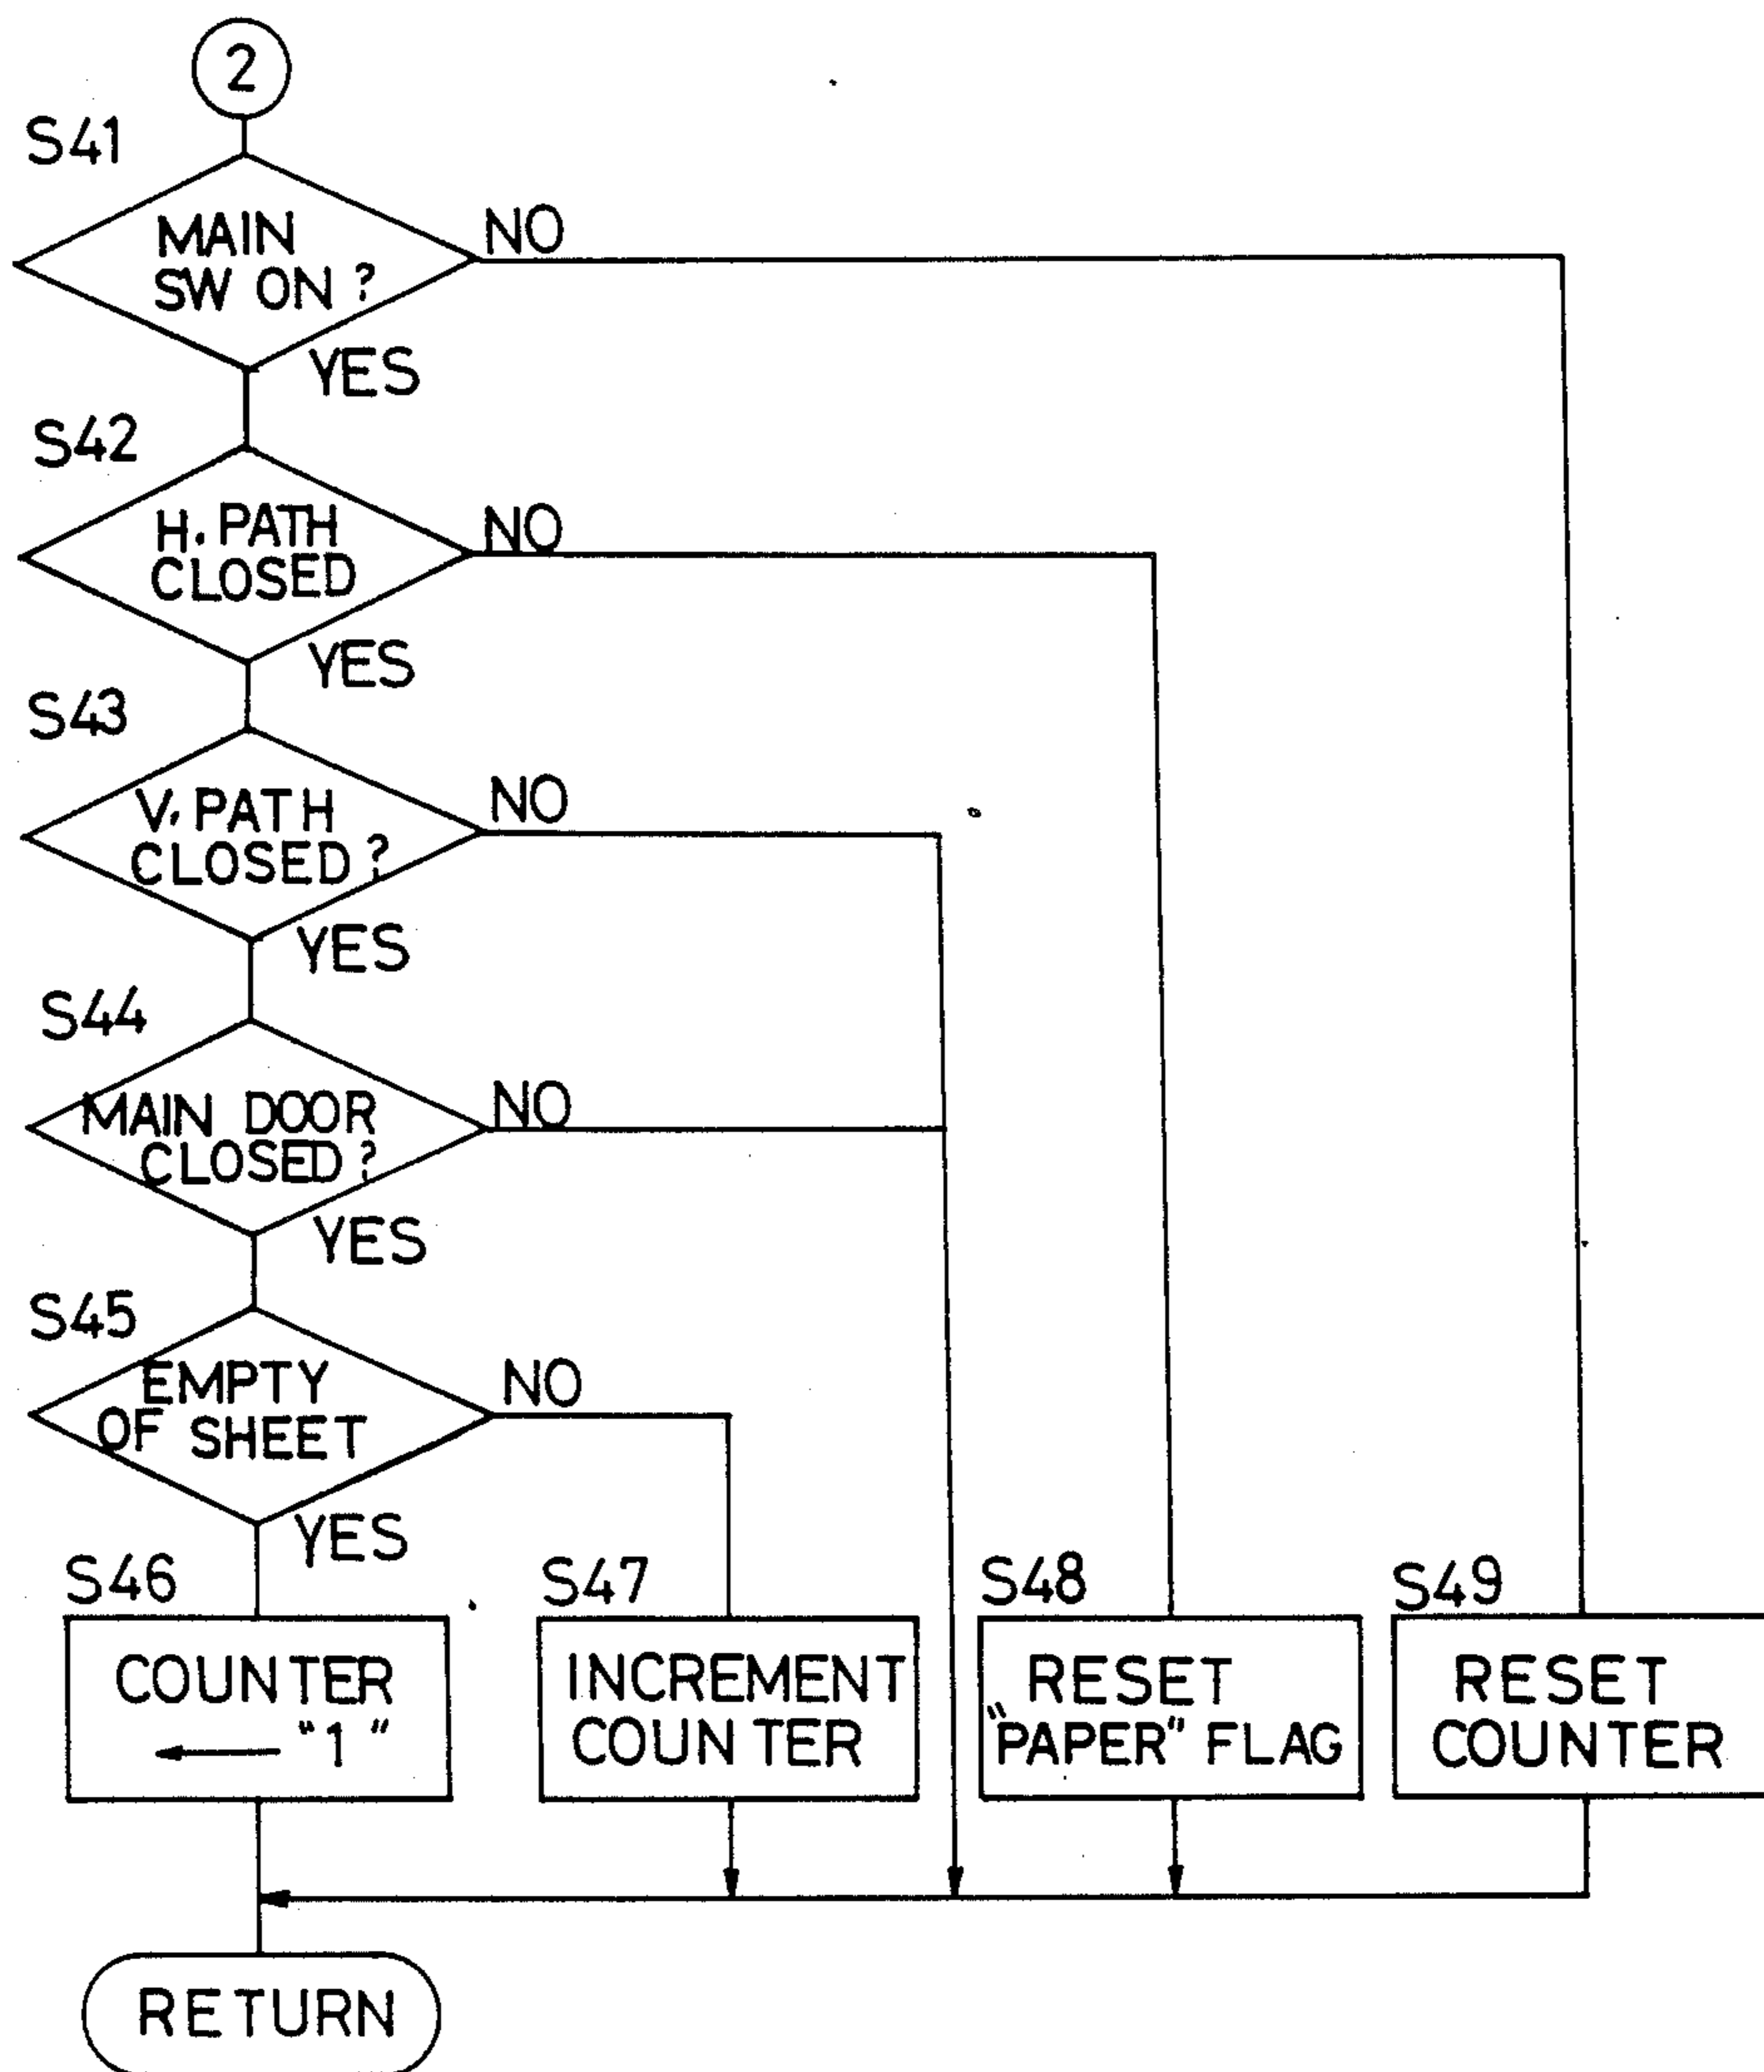 2
S41
MAIN
SW ON ?
NO
YES
S42
H. PATH
CLOSED
NO
YES
S43
V. PATH
CLOSED ?
NO
YES
S44
MAIN DOOR
CLOSED ?
NO
YES
S45
EMPTY
OF SHEET
NO
YES
S46
COUNTER
← "1"
S47
INCREMENT
COUNTER
S48
RESET
"PAPER" FLAG
S49
RESET
COUNTER
RETURN